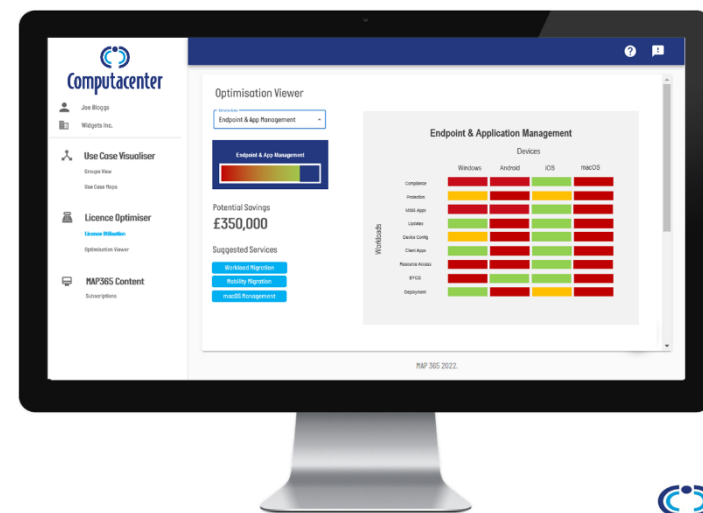 Computacenter
Joe Bloggs
Widgets Inc.
Use Case Visualiser
Groups View
Use Case Maps
Licence Optimiser
Licence Utilisation
Optimisation Viewer
MAP365 Content
Subscriptions
Optimisation Viewer
Endpoint & App Management
Endpoint & App Management
Potential Savings
£350,000
Suggested Services
Workload Migration
Mobility Migration
macOS Management
Endpoint & Application Management
Devices
Windows Android iOS macOS
Workloads
Compliance
Protection
M365 Apps
Updates
Device Config
Client Apps
Resource Access
BYOD
Deployment
MAP 365 2022.